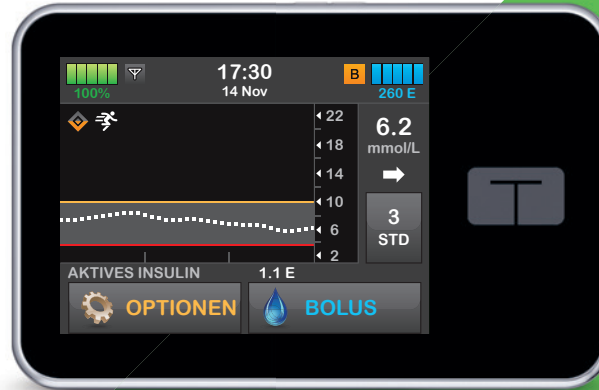 17:30
B
100%
14 Nov
260 E
22
6.2
18
mmol/L
14
10
3
STD
6
2
AKTIVES INSULIN 1.1 E
OPTIONEN
BOLUS